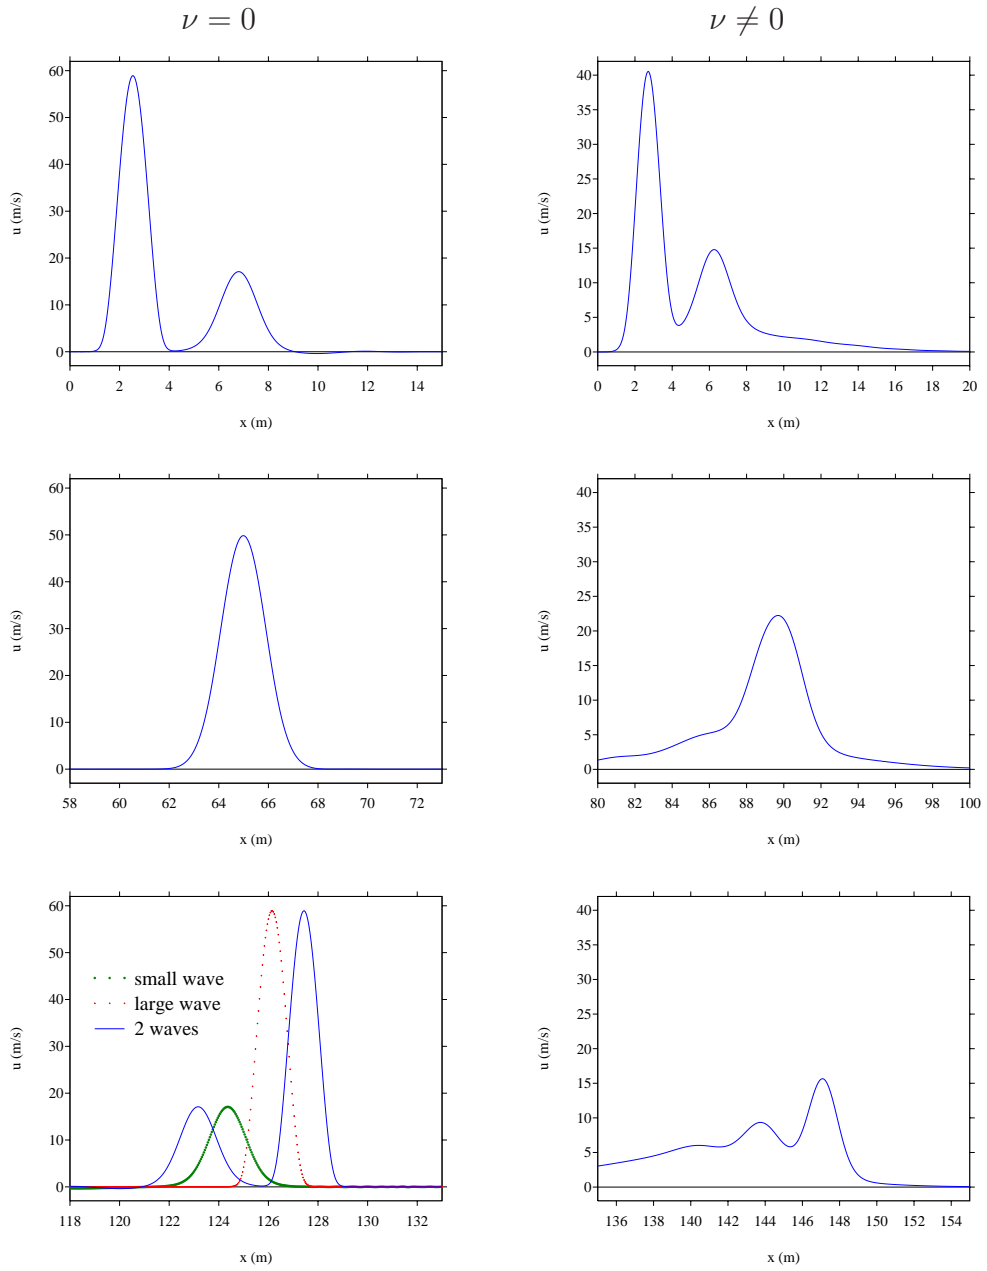 ν = 0
ν ≠ 0
60
50
40
30
20
10
0
u (m/s)
0 2 4 6 8 10 12 14
x (m)
40
35
30
25
20
15
10
5
0
u (m/s)
0 2 4 6 8 10 12 14 16 18 20
x (m)
60
50
40
30
20
10
0
u (m/s)
58 60 62 64 66 68 70 72
x (m)
40
35
30
25
20
15
10
5
0
u (m/s)
80 82 84 86 88 90 92 94 96 98 100
x (m)
60
50
40
30
20
10
0
u (m/s)
small wave
large wave
2 waves
118 120 122 124 126 128 130 132
x (m)
40
35
30
25
20
15
10
5
0
u (m/s)
136 138 140 142 144 146 148 150 152 154
x (m)